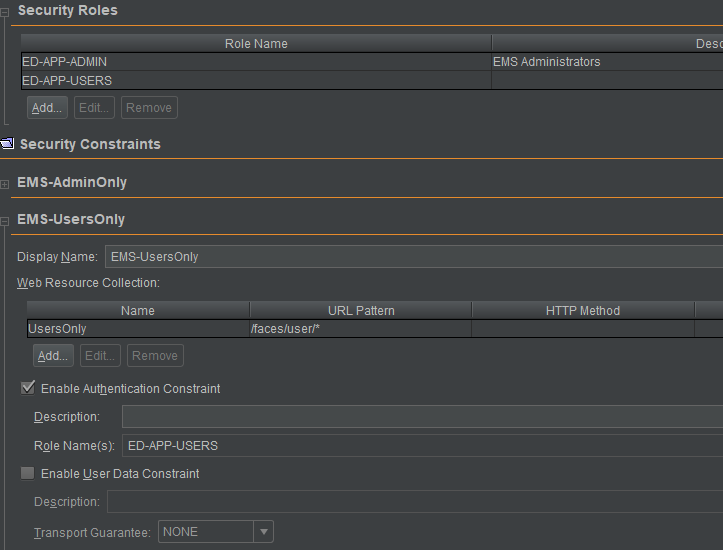 Security Roles
Role Name Desc
ED-APP-ADMIN EMS Administrators
ED-APP-USERS
Add... Edit... Remove
Security Constraints
EMS-AdminOnly
EMS-UsersOnly
Display Name: EMS-UsersOnly
Web Resource Collection:
Name URL Pattern HTTP Method
UsersOnly /faces/user/*
Add... Edit... Remove
Enable Authentication Constraint
Description:
Role Name(s): ED-APP-USERS
Enable User Data Constraint
Description:
Transport Guarantee: NONE